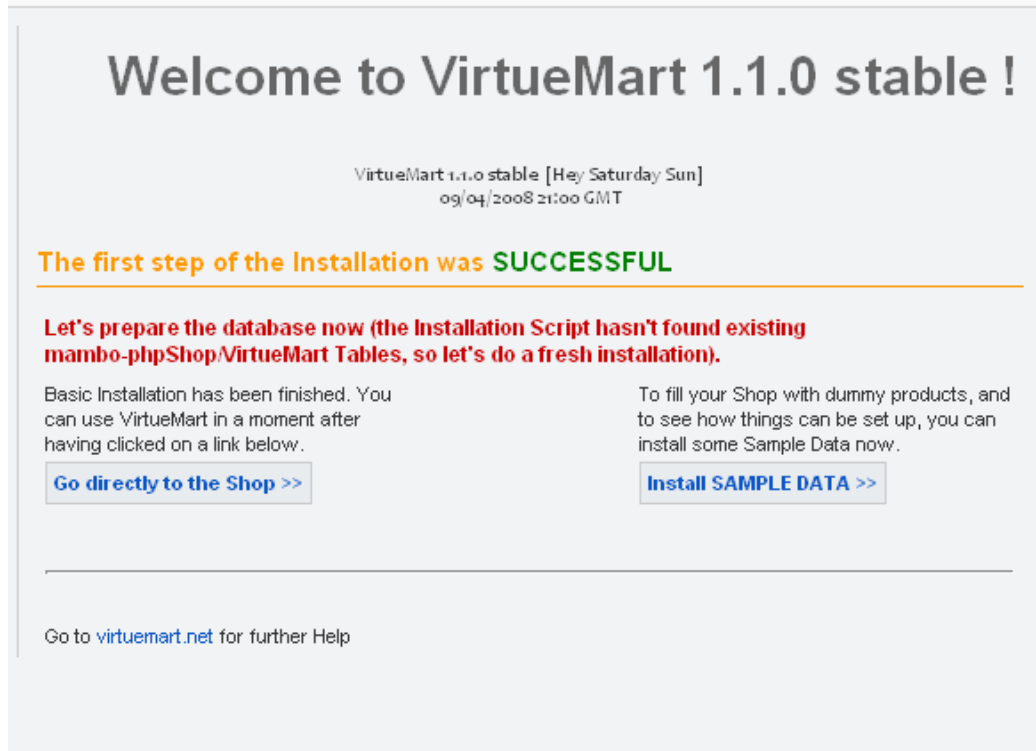 Welcome to VirtueMart 1.1.0 stable !
VirtueMart 1.1.0 stable [Hey Saturday Sun]
09/04/2008 21:00 GMT
The first step of the Installation was SUCCESSFUL
Let's prepare the database now (the Installation Script hasn't found existing
mambo-phpShop/VirtueMart Tables, so let's do a fresh installation).
Basic Installation has been finished. You
can use VirtueMart in a moment after
having clicked on a link below.
Go directly to the Shop >>
To fill your Shop with dummy products, and
to see how things can be set up, you can
install some Sample Data now.
Install SAMPLE DATA >>
Go to virtuemart.net for further Help